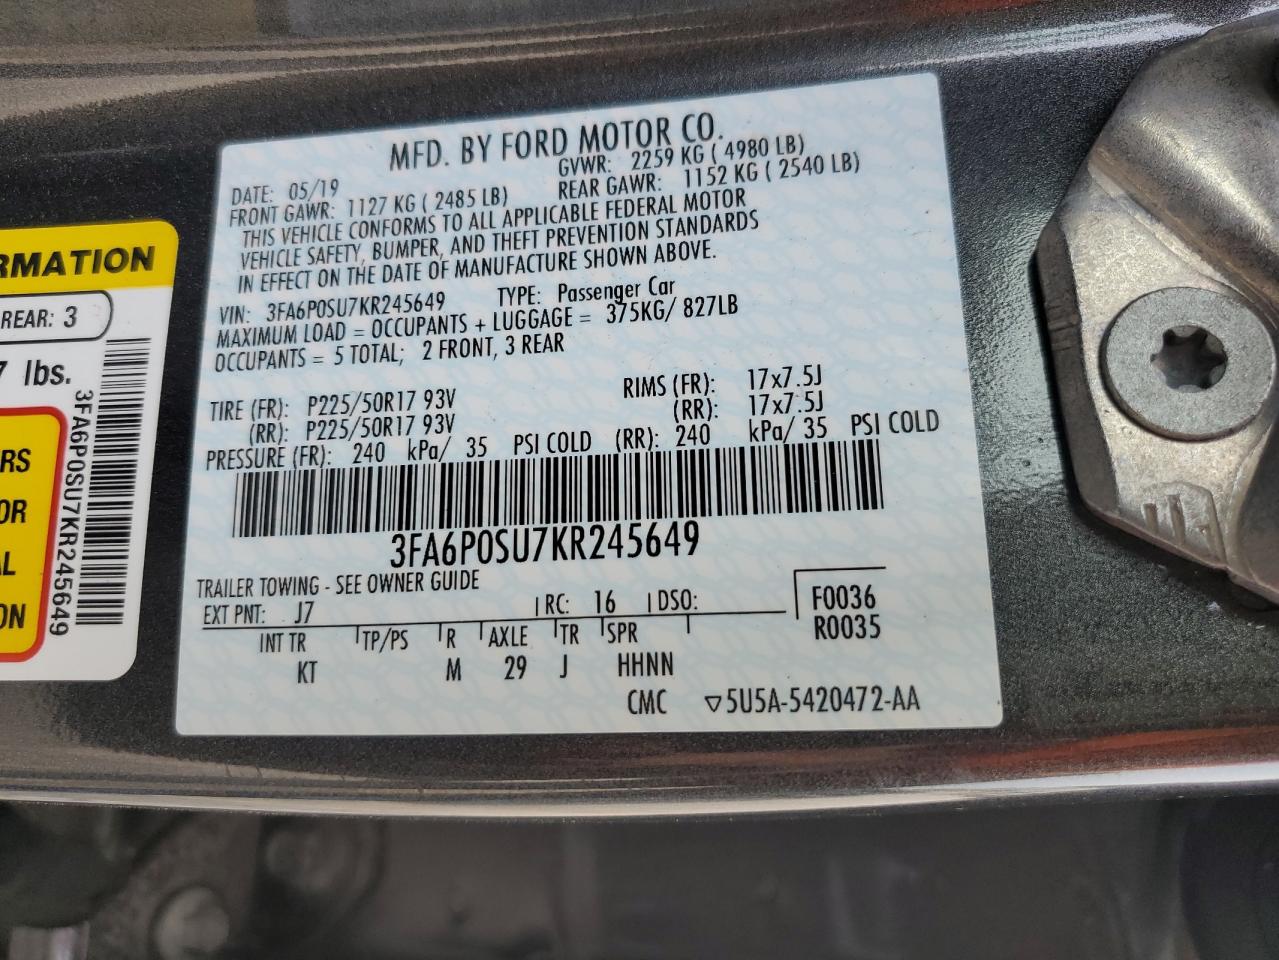 RMATION
REAR: 3
7 lbs.
3FA6P0SU7KR245649
RS
OR
AL
ON
MFD. BY FORD MOTOR CO.
DATE: 05/19 GVWR: 2259 KG ( 4980 LB)
FRONT GAWR: 1127 KG ( 2485 LB) REAR GAWR: 1152 KG ( 2540 LB)
THIS VEHICLE CONFORMS TO ALL APPLICABLE FEDERAL MOTOR
VEHICLE SAFETY, BUMPER, AND THEFT PREVENTION STANDARDS
IN EFFECT ON THE DATE OF MANUFACTURE SHOWN ABOVE.
VIN: 3FA6P0SU7KR245649 TYPE: Passenger Car
MAXIMUM LOAD = OCCUPANTS + LUGGAGE = 375KG/ 827LB
OCCUPANTS = 5 TOTAL; 2 FRONT, 3 REAR
TIRE (FR): P225/50R17 93V RIMS (FR): 17x7.5J
(RR): P225/50R17 93V (RR): 17x7.5J
PRESSURE (FR): 240 kPa/ 35 PSI COLD (RR): 240 kPa/ 35 PSI COLD
3FA6P0SU7KR245649
TRAILER TOWING - SEE OWNER GUIDE
EXT PNT: J7 RC: 16 DSO: F0036
INT TR TP/PS R AXLE TR SPR R0035
KT M 29 J HHNN
CMC ▽5U5A-5420472-AA